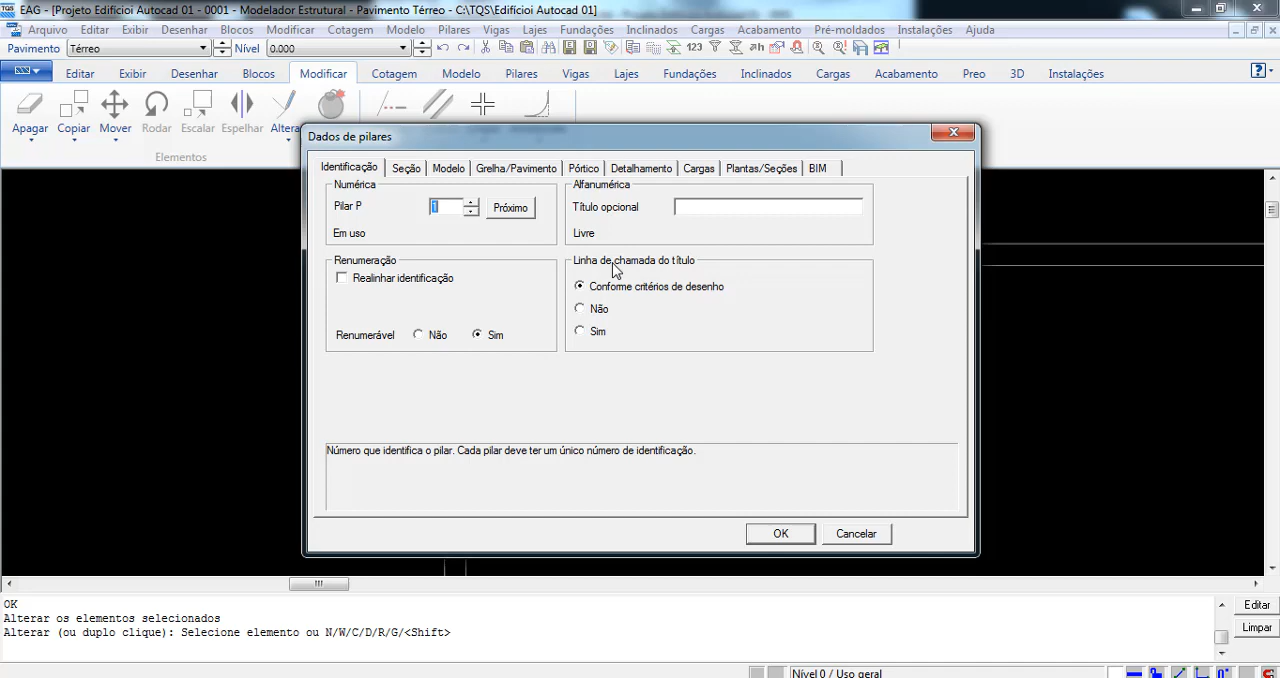 EAG - [Projeto Edifícioi Autocad 01 - 0001 - Modelador Estrutural - Pavimento Térreo - C:\TQS\Edifícioi Autocad 01]
Arquivo Editar Exibir Desenhar Blocos Modificar Cotagem Modelo Pilares Vigas Lajes Fundações Inclinados Cargas Acabamento Pré-moldados Instalações Ajuda
Pavimento Térreo Nível 0.000 123
Editar Exibir Desenhar Blocos Modificar Cotagem Modelo Pilares Vigas Lajes Fundações Inclinados Cargas Acabamento Preo 3D Instalações
Apagar Copiar Mover Rodar Escalar Espelhar Altera
Elementos
Dados de pilares
Identificação Seção Modelo Grelha/Pavimento Pórtico Detalhamento Cargas Plantas/Seções BIM
Numérica Alfanumérica
Pilar P 1 Próximo Título opcional
Em uso Livre
Renumeração Linha de chamada do título
Realinhar identificação Conforme critérios de desenho
Não
Renumerável Não Sim Sim
Número que identifica o pilar. Cada pilar deve ter um único número de identificação.
OK Cancelar
OK
Alterar os elementos selecionados
Alterar (ou duplo clique): Selecione elemento ou N/W/C/D/R/G/<Shift>
Editar
Limpar
Nível 0 / Uso geral